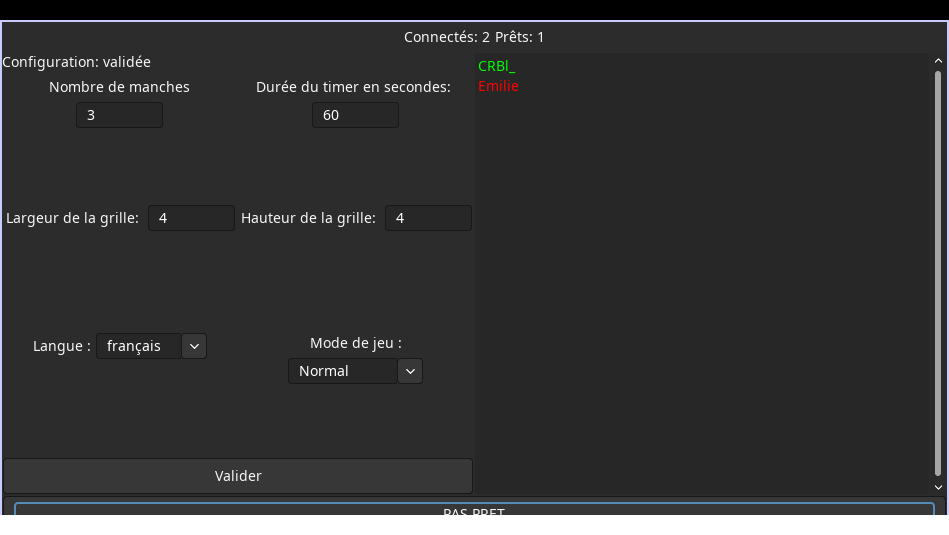 Connectés: 2 Prêts: 1
Configuration: validée
Nombre de manches
Durée du timer en secondes:
3
60
Largeur de la grille: 4
Hauteur de la grille: 4
Langue : français
Mode de jeu :
Normal
Valider
CRBl_
Emilie
PAS PRET